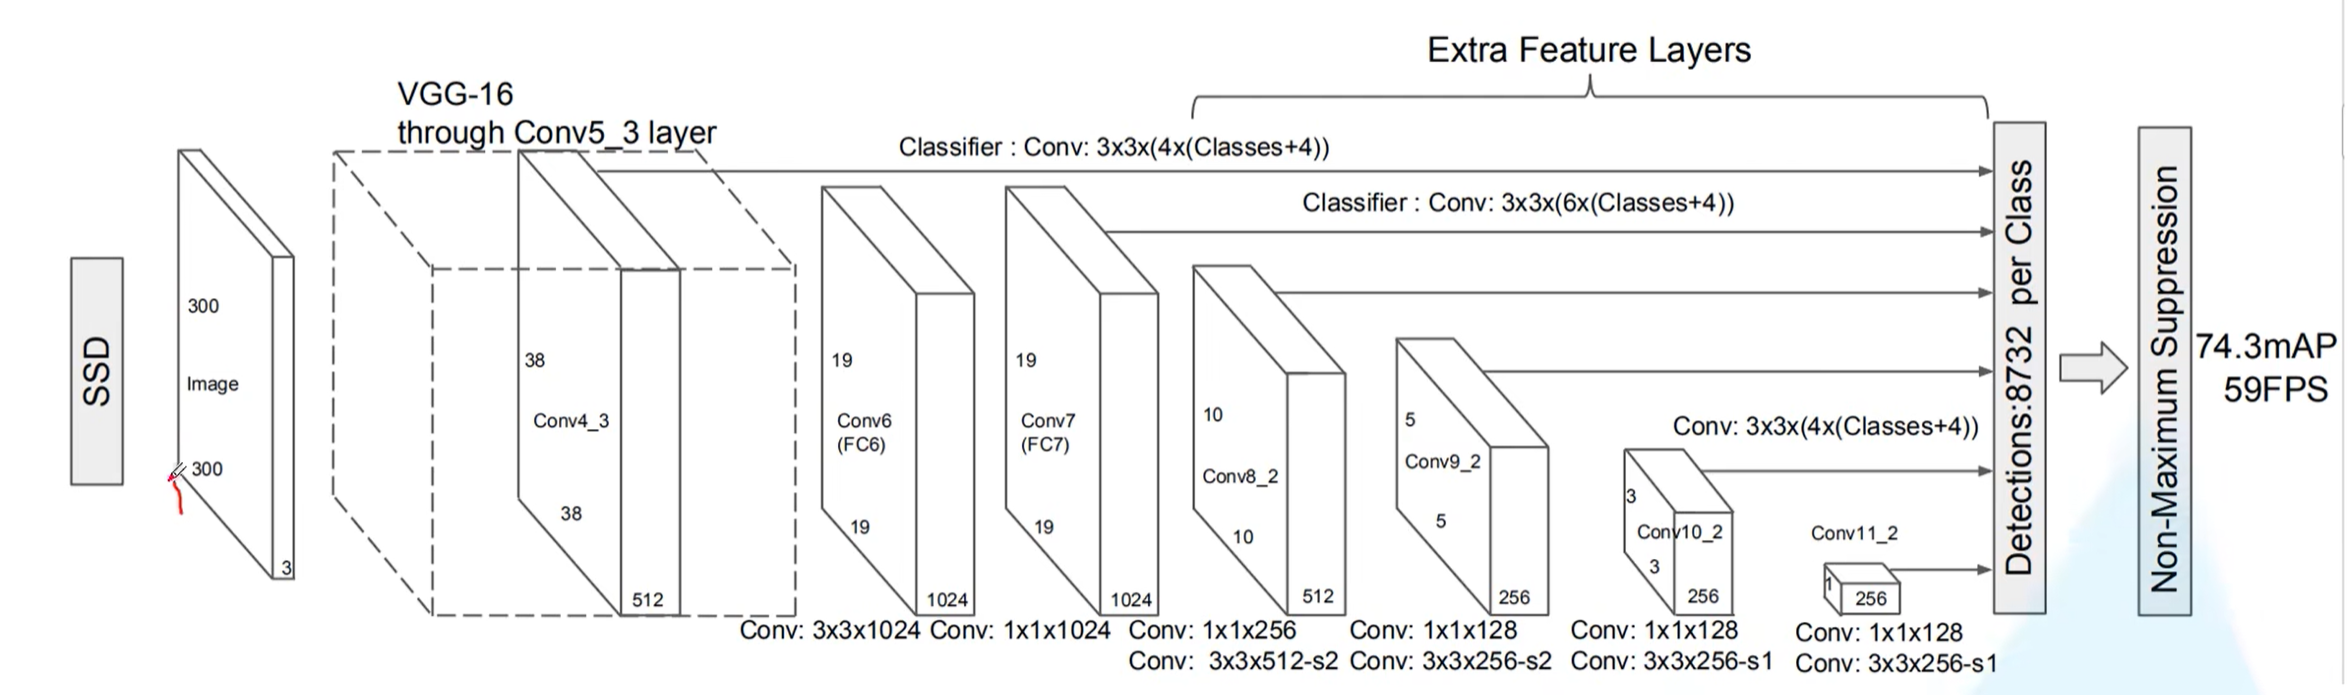 Extra Feature Layers
VGG-16
through Conv5_3 layer
Classifier : Conv: 3x3x(4x(Classes+4))
Classifier : Conv: 3x3x(6x(Classes+4))
SSD
300
Image
300
3
38
Conv4_3
38
512
19
Conv6
(FC6)
19
1024
19
Conv7
(FC7)
19
1024
10
Conv8_2
10
512
5
Conv9_2
5
256
Conv: 3x3x(4x(Classes+4))
3
Conv10_2
3
256
Conv11_2
1
256
Conv: 3x3x1024
Conv: 1x1x1024
Conv: 1x1x256
Conv: 3x3x512-s2
Conv: 1x1x128
Conv: 3x3x256-s2
Conv: 1x1x128
Conv: 3x3x256-s1
Conv: 1x1x128
Conv: 3x3x256-s1
Detections:8732 per Class
Non-Maximum Suppression
74.3mAP
59FPS